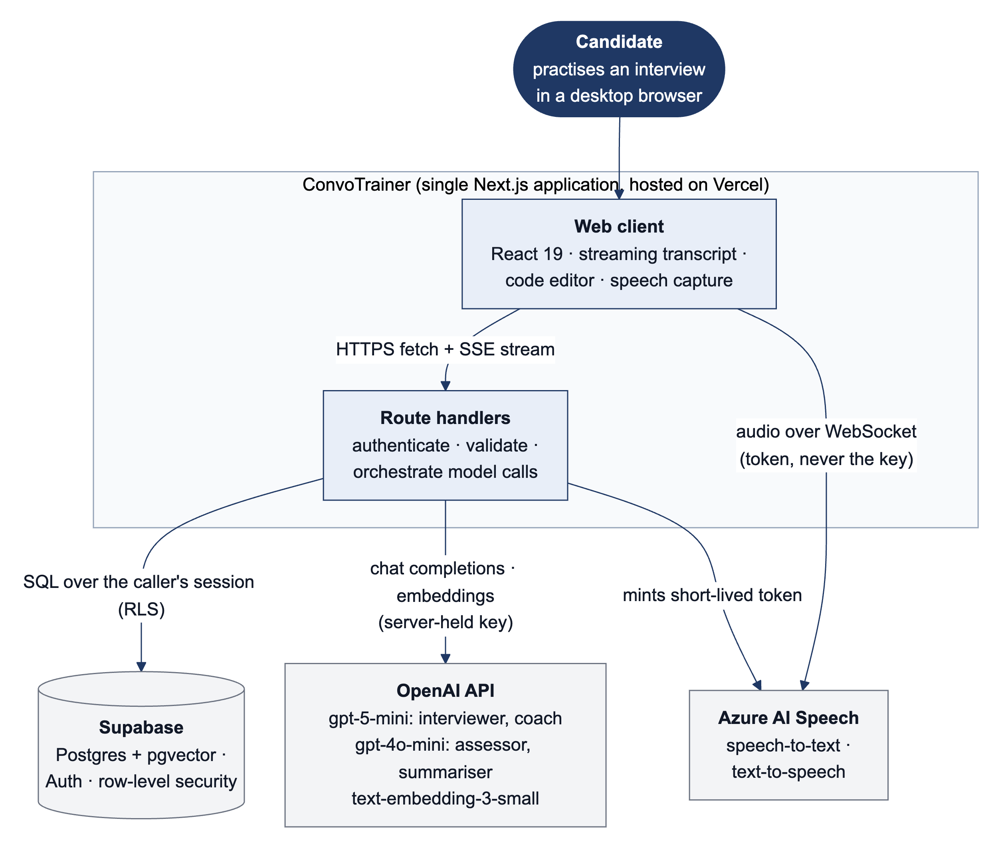 Candidate
practises an interview
in a desktop browser
ConvoTrainer (single Next.js application, hosted on Vercel)
Web client
React 19 · streaming transcript ·
code editor · speech capture
HTTPS fetch + SSE stream
Route handlers
authenticate · validate ·
orchestrate model calls
audio over WebSocket
(token, never the key)
SQL over the caller's session
(RLS)
chat completions ·
embeddings
(server-held key)
mints short-lived token
Supabase
Postgres + pgvector ·
Auth · row-level security
OpenAI API
gpt-5-mini: interviewer, coach
gpt-4o-mini: assessor,
summariser
text-embedding-3-small
Azure AI Speech
speech-to-text ·
text-to-speech